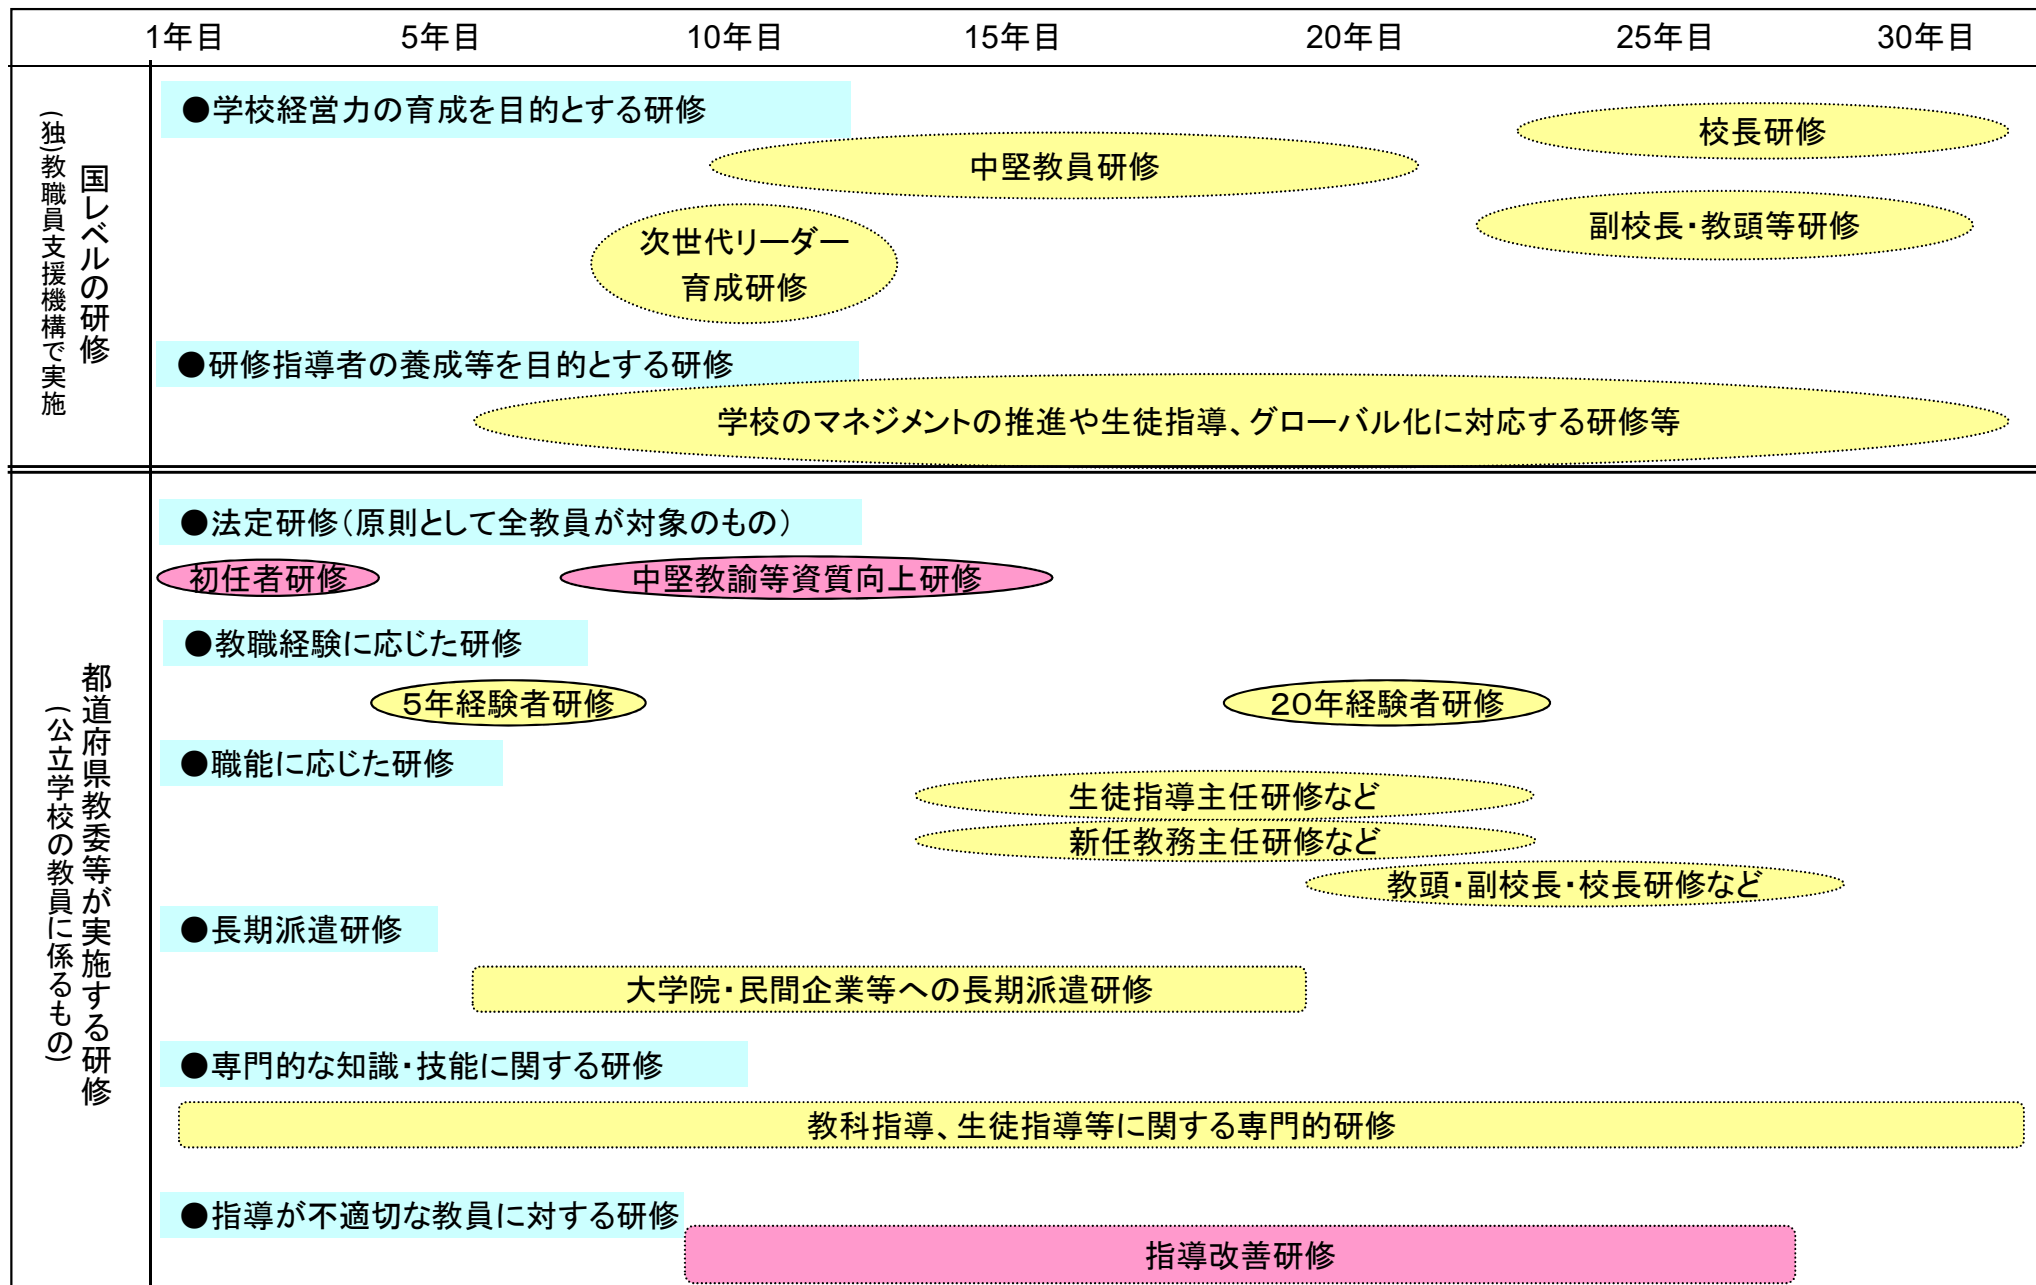 1年目
5年目
10年目
15年目
20年目
25年目
30年目
国レベルの研修
(独)教職員支援機構で実施
●学校経営力の育成を目的とする研修
校長研修
中堅教員研修
副校長・教頭等研修
次世代リーダー
育成研修
●研修指導者の養成等を目的とする研修
学校のマネジメントの推進や生徒指導、グローバル化に対応する研修等
都道府県教委等が実施する研修
(公立学校の教員に係るもの)
●法定研修(原則として全教員が対象のもの)
初任者研修
中堅教諭等資質向上研修
●教職経験に応じた研修
5年経験者研修
20年経験者研修
●職能に応じた研修
生徒指導主任研修など
新任教務主任研修など
教頭・副校長・校長研修など
●長期派遣研修
大学院・民間企業等への長期派遣研修
●専門的な知識・技能に関する研修
教科指導、生徒指導等に関する専門的研修
●指導が不適切な教員に対する研修
指導改善研修